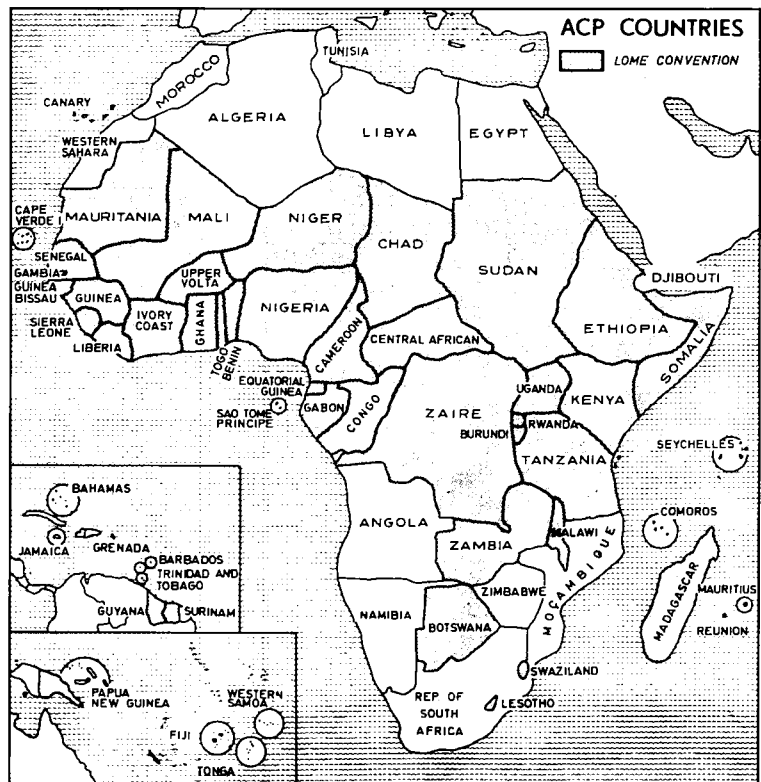 ACP COUNTRIES
LOME CONVENTION
TUNISIA
MOROCCO
CANARY
ALGERIA
LIBYA
EGYPT
WESTERN
SAHARA
CAPE
VERDE I
MAURITANIA
MALI
NIGER
CHAD
SUDAN
SENEGAL
GAMBIA
GUINEA
BISSAU
GUINEA
UPPER
VOLTA
NIGERIA
DJIBOUTI
SIERRA
LEONE
IVORY
COAST
GHANA
LIBERIA
TOGO
BENIN
CAMEROON
CENTRAL AFRICAN
ETHIOPIA
SOMALIA
EQUATORIAL
GUINEA
SAO TOME
PRINCIPE
GABON
CONGO
ZAIRE
UGANDA
KENYA
RWANDA
BURUNDI
TANZANIA
SEYCHELLES
BAHAMAS
JAMAICA
GRENADA
BARBADOS
TRINIDAD AND
TOBAGO
GUYANA
SURINAM
ANGOLA
ZAMBIA
MALAWI
MOÇAMBIQUE
COMOROS
MADAGASCAR
MAURITIUS
REUNION
NAMIBIA
BOTSWANA
ZIMBABWE
SWAZILAND
LESOTHO
REP OF
SOUTH
AFRICA
PAPUA
NEW GUINEA
WESTERN
SAMOA
FIJI
TONGA